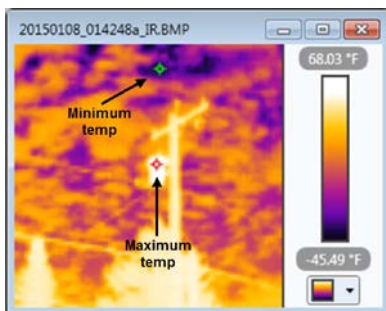 20150108_014248a_IR.BMP
68.03 °F
Minimum
temp
Maximum
temp
-45.49 °F